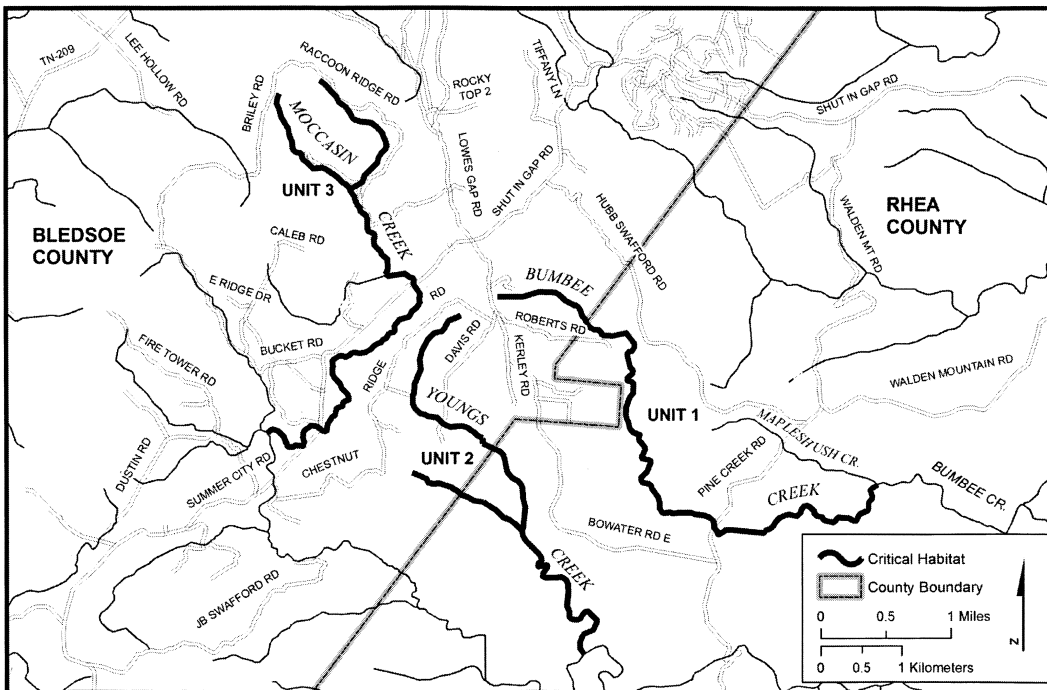 TN-209
LEE HOLLOW RD
BRILEY RD
RACCOON RIDGE RD
ROCKY
TOP 2
TIFFANY LN
SHUT IN GAP RD
MOCCASIN
CREEK
UNIT 3
LOWES GAP RD
SHUT IN GAP RD
HUBB SWAFFORD RD
WALDEN MT RD
RHEA
COUNTY
BLEDSOE
COUNTY
CALEB RD
E RIDGE DR
BUMBEE
CREEK
ROBERTS RD
BUCKET RD
FIRE TOWER RD
CHESTNUT
RIDGE
RD
DAVIS RD
KERLEY RD
WALDEN MOUNTAIN RD
YOUNGS
CREEK
UNIT 1
UNIT 2
MAPLESHUSH CR.
PINE CREEK RD
BUMBEE CR.
DUSTIN RD
SUMMER CITY RD
BOWATER RD E
JB SWAFFORD RD
Critical Habitat
County Boundary
0 0.5 1 Miles
0 0.5 1 Kilometers
N